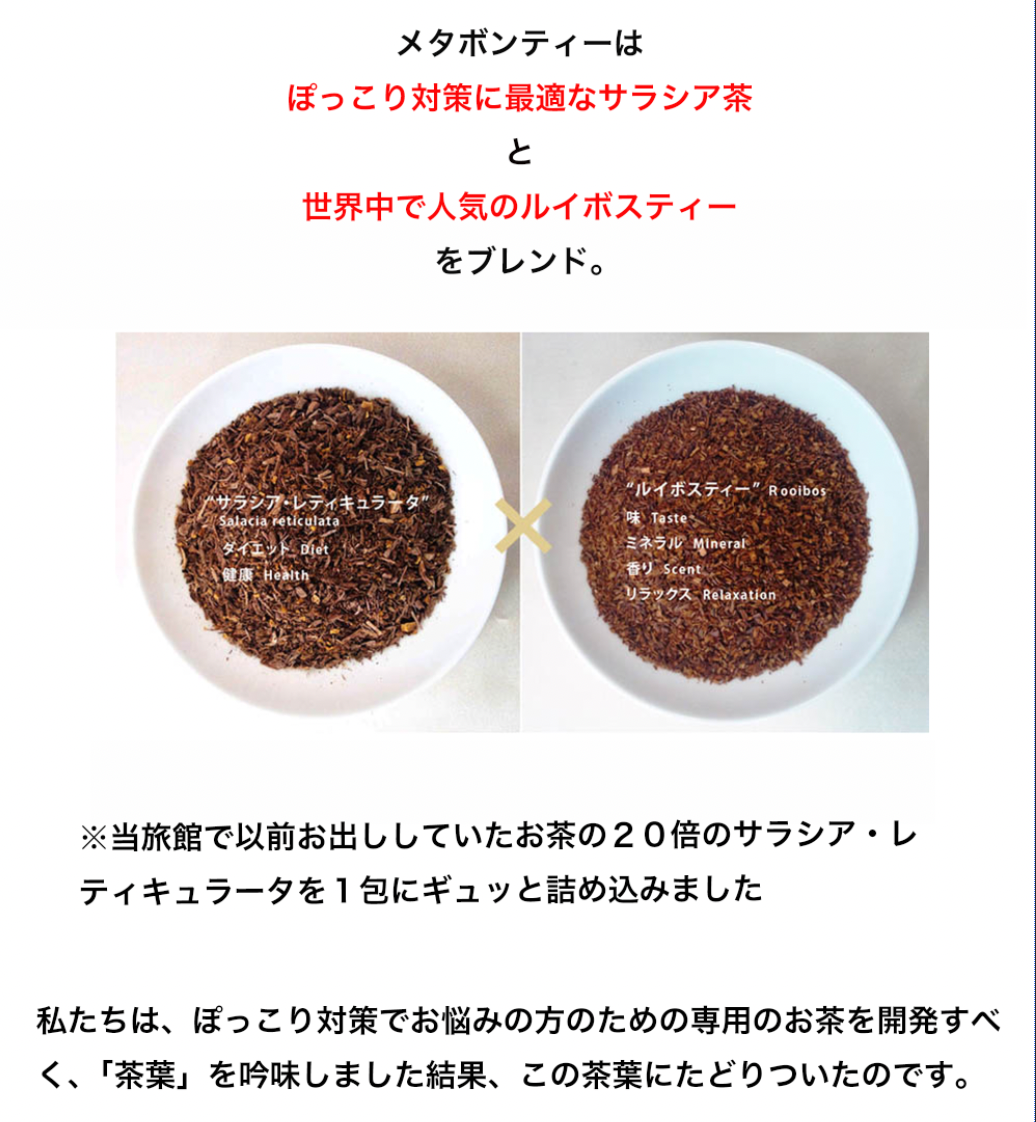 メタボンティーは
ぽっこり対策に最適なサラシア茶
と
世界中で人気のルイボスティー
をブレンド。
“サラシア・レティキュラータ”
Salacia reticulata
ダイエット Diet
健康 Health
“ルイボスティー” Rooibos
味 Taste
ミネラル Mineral
香り Scent
リラックス Relaxation
※当旅館で以前お出ししていたお茶の２０倍のサラシア・レ
ティキュラータを１包にギュッと詰め込みました
私たちは、ぽっこり対策でお悩みの方のための専用のお茶を開発すべ
く、「茶葉」を吟味しました結果、この茶葉にたどりついたのです。